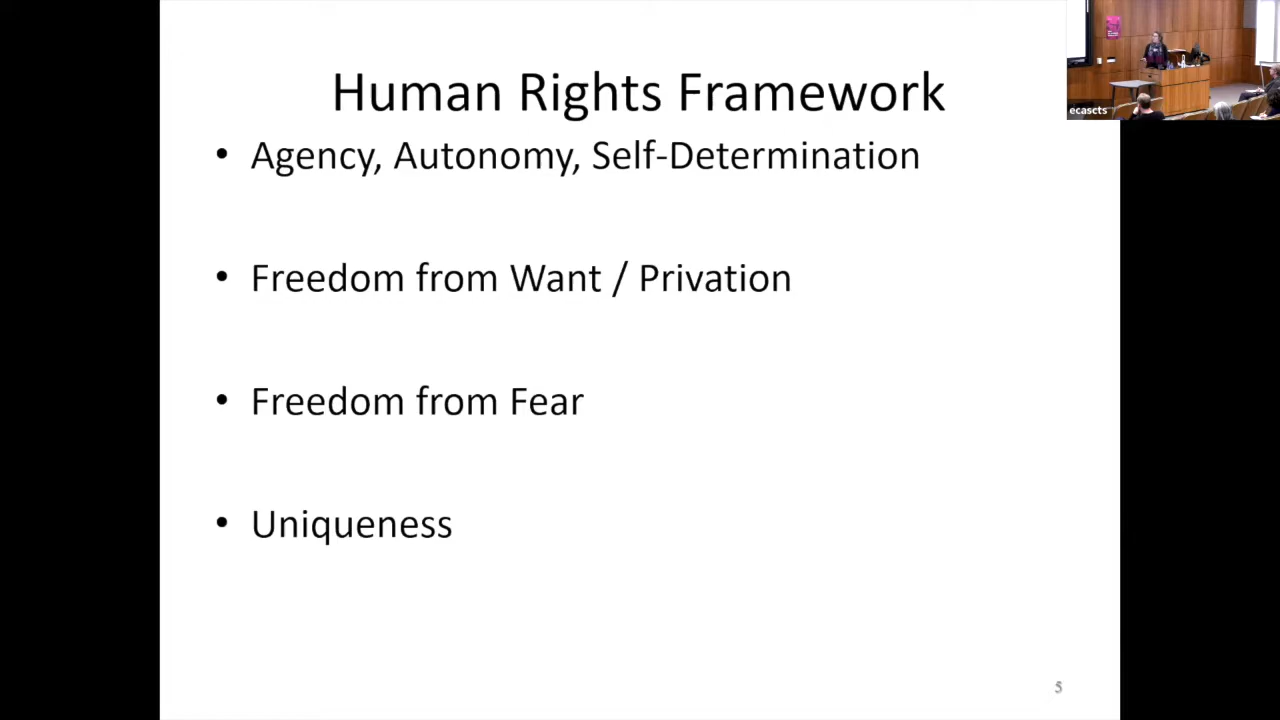 Human Rights Framework
• Agency, Autonomy, Self-Determination
• Freedom from Want / Privation
• Freedom from Fear
• Uniqueness
5
ecascts